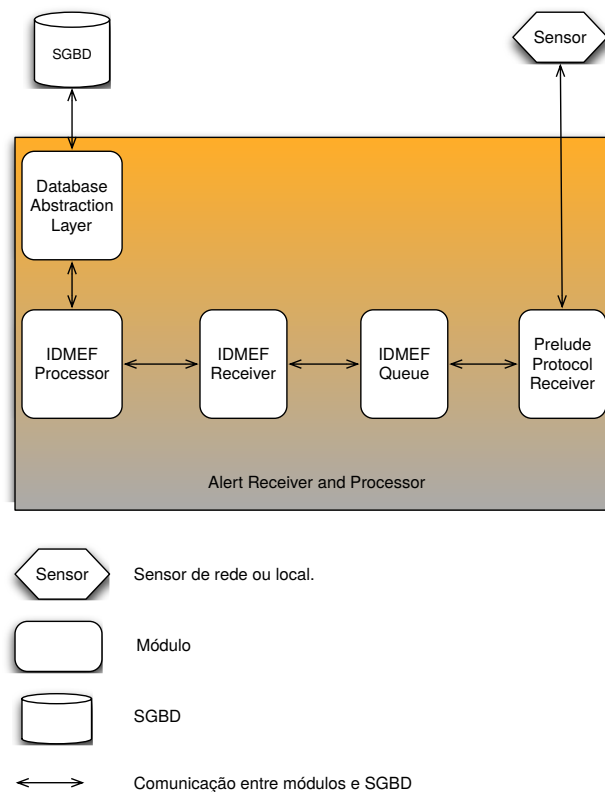 SGBD
Sensor
Database
Abstraction
Layer
IDMEF
Processor
IDMEF
Receiver
IDMEF
Queue
Prelude
Protocol
Receiver
Alert Receiver and Processor
Sensor
Sensor de rede ou local.
Módulo
SGBD
Comunicação entre módulos e SGBD